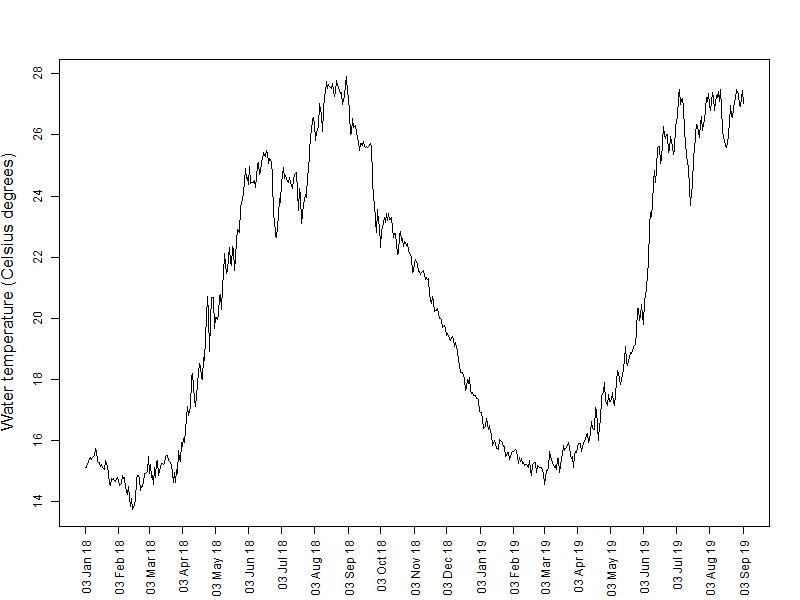 Water temperature (Celsius degrees)
28
26
24
22
20
18
16
14
03 Jan 18
03 Feb 18
03 Mar 18
03 Apr 18
03 May 18
03 Jun 18
03 Jul 18
03 Aug 18
03 Sep 18
03 Oct 18
03 Nov 18
03 Dec 18
03 Jan 19
03 Feb 19
03 Mar 19
03 Apr 19
03 May 19
03 Jun 19
03 Jul 19
03 Aug 19
03 Sep 19